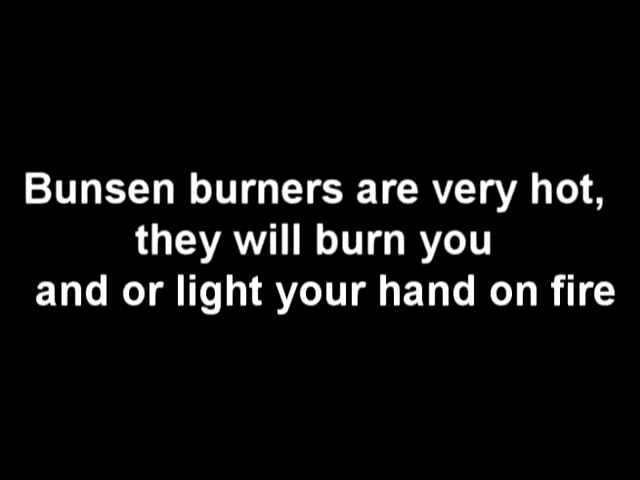 Bunsen burners are very hot,
they will burn you
and or light your hand on fire